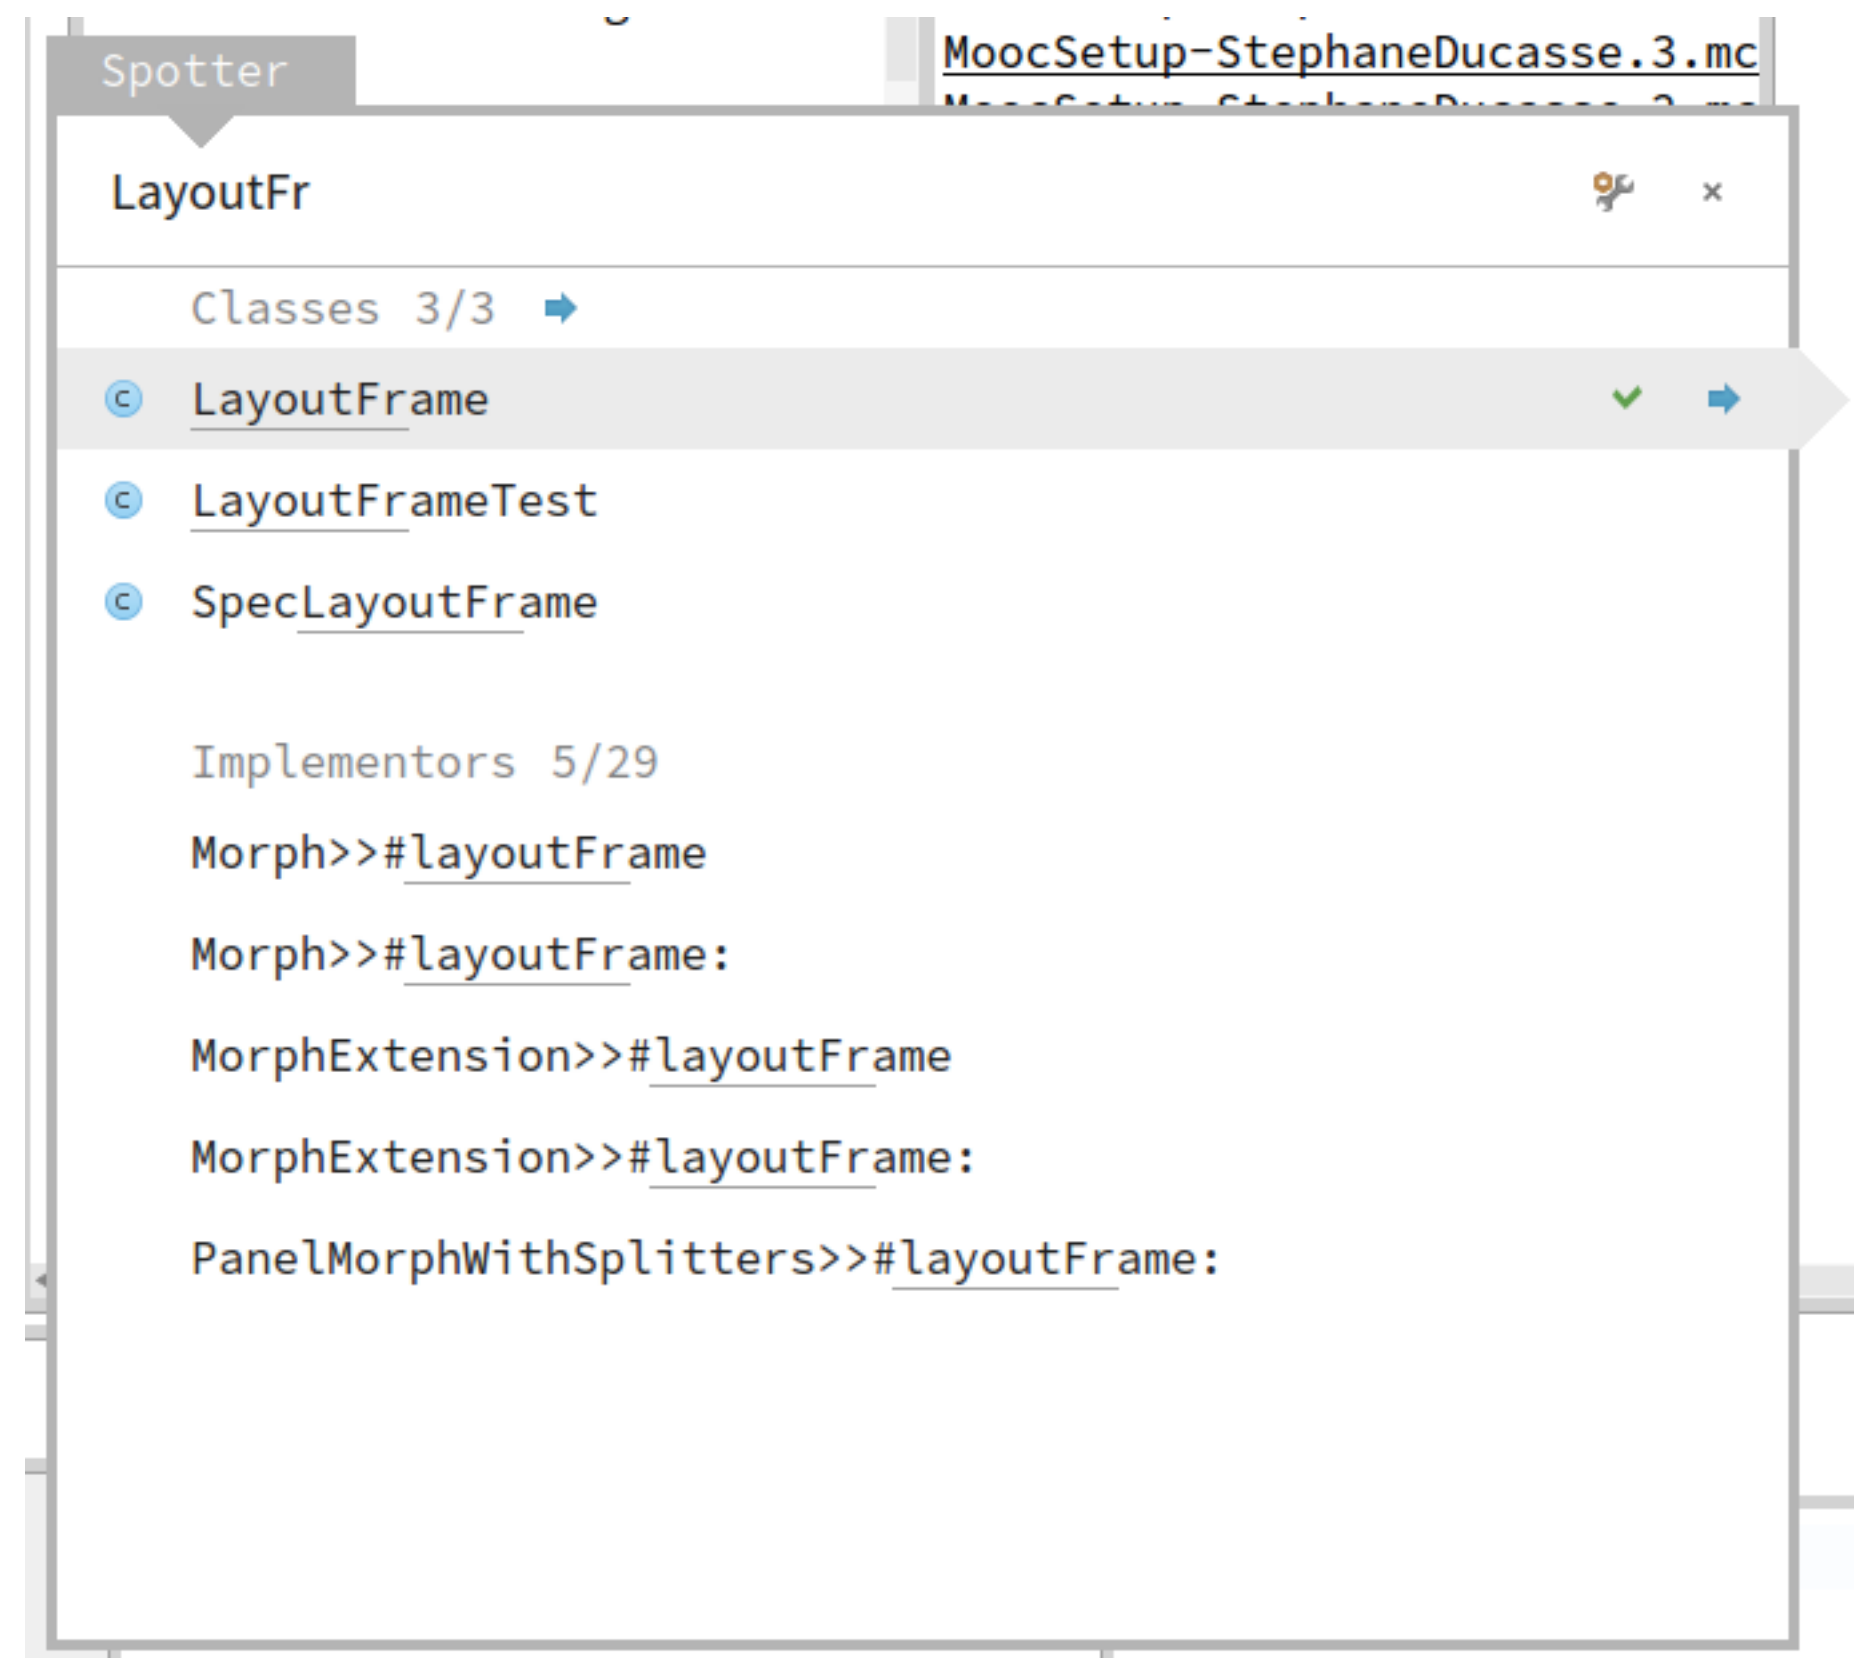 MoocSetup-StephaneDucasse.3.mc
Spotter
LayoutFr
Classes 3/3
LayoutFrame
LayoutFrameTest
SpecLayoutFrame
Implementors 5/29
Morph>>#layoutFrame
Morph>>#layoutFrame:
MorphExtension>>#layoutFrame
MorphExtension>>#layoutFrame:
PanelMorphWithSplitters>>#layoutFrame: